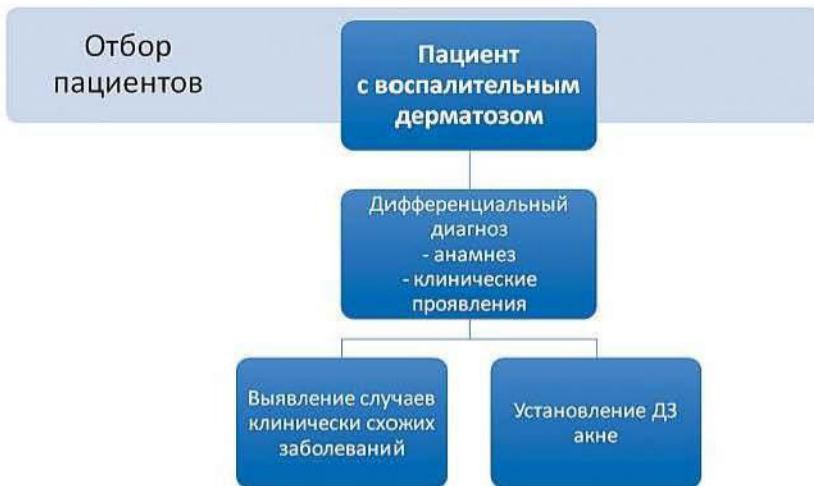 Отбор
пациентов
Пациент
с воспалительным
дерматозом
Дифференциальный
диагноз
- анамнез
- клинические
проявления
Выявление случаев
клинически схожих
заболеваний
Установление ДЗ
акне